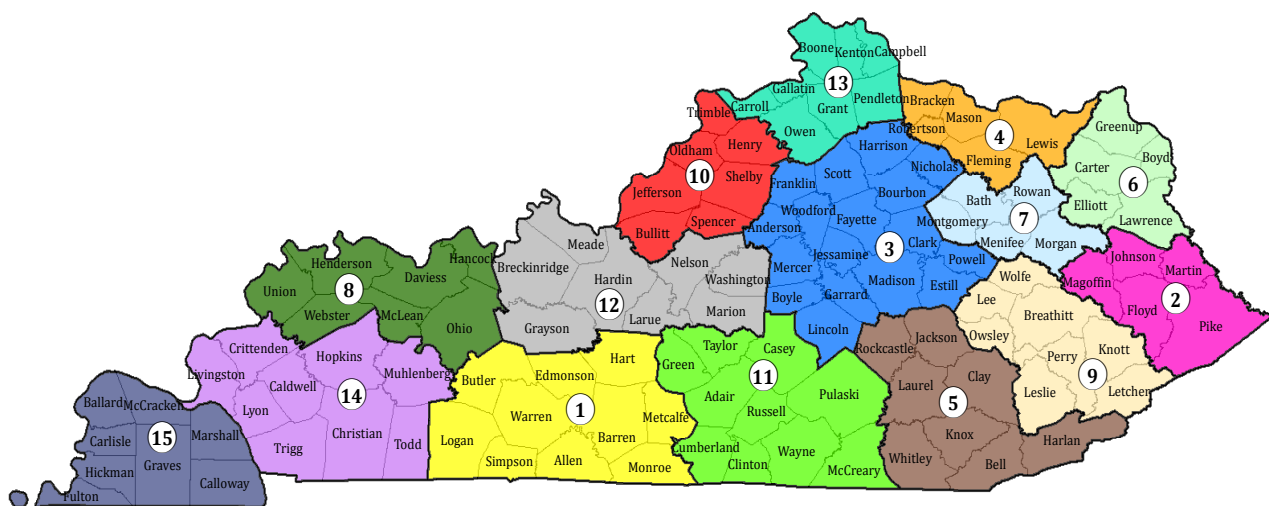 Boone
Kenton
Campbell
13
Gallatin
Carroll
Grant
Pendleton
Owen
Bracken
Mason
Robertson
4
Lewis
Fleming
Greenup
Boyd
Carter
6
Elliott
Lawrence
Trimble
Henry
Oldham
10
Shelby
Jefferson
Spencer
Bullitt
Harrison
Nicholas
Scott
Franklin
Bourbon
Woodford
Fayette
Anderson
3
Clark
Jessamine
Mercer
Madison
Powell
Estill
Boyle
Garrard
Lincoln
Rowan
Bath
Montgomery
7
Menifee
Morgan
Johnson
Martin
Magoffin
2
Floyd
Pike
Meade
Breckinridge
Nelson
Hardin
Washington
12
Larue
Marion
Grayson
Hancock
Henderson
Daviess
Union
8
Webster
McLean
Ohio
Wolfe
Lee
Breathitt
Owsley
Perry
Knott
9
Leslie
Letcher
Jackson
Rockcastle
Clay
Laurel
5
Knox
Harlan
Whitley
Bell
Casey
Taylor
Green
11
Pulaski
Adair
Russell
Cumberland
Wayne
Clinton
McCreary
Hart
Edmonson
Butler
1
Warren
Metcalfe
Logan
Barren
Simpson
Allen
Monroe
Crittenden
Hopkins
Livingston
Muhlenberg
Caldwell
14
Lyon
Christian
Trigg
Todd
Ballard
McCracken
Carlisle
15
Marshall
Graves
Hickman
Calloway
Fulton